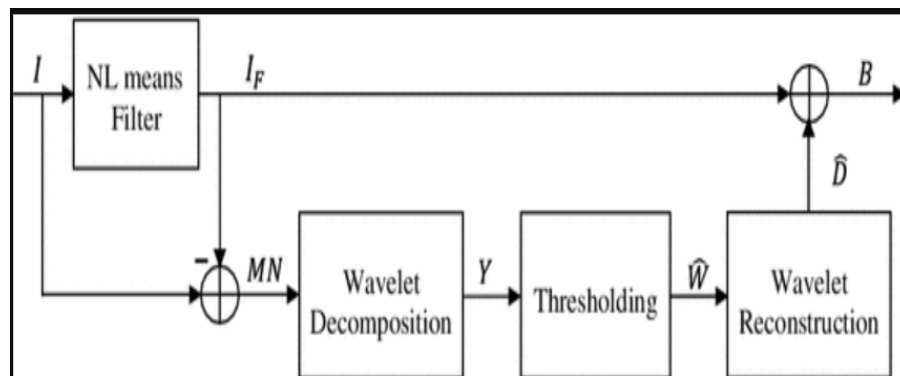 I
NL means
Filter
I_F
B
D̂
−
MN
Wavelet
Decomposition
Y
Thresholding
Ŵ
Wavelet
Reconstruction